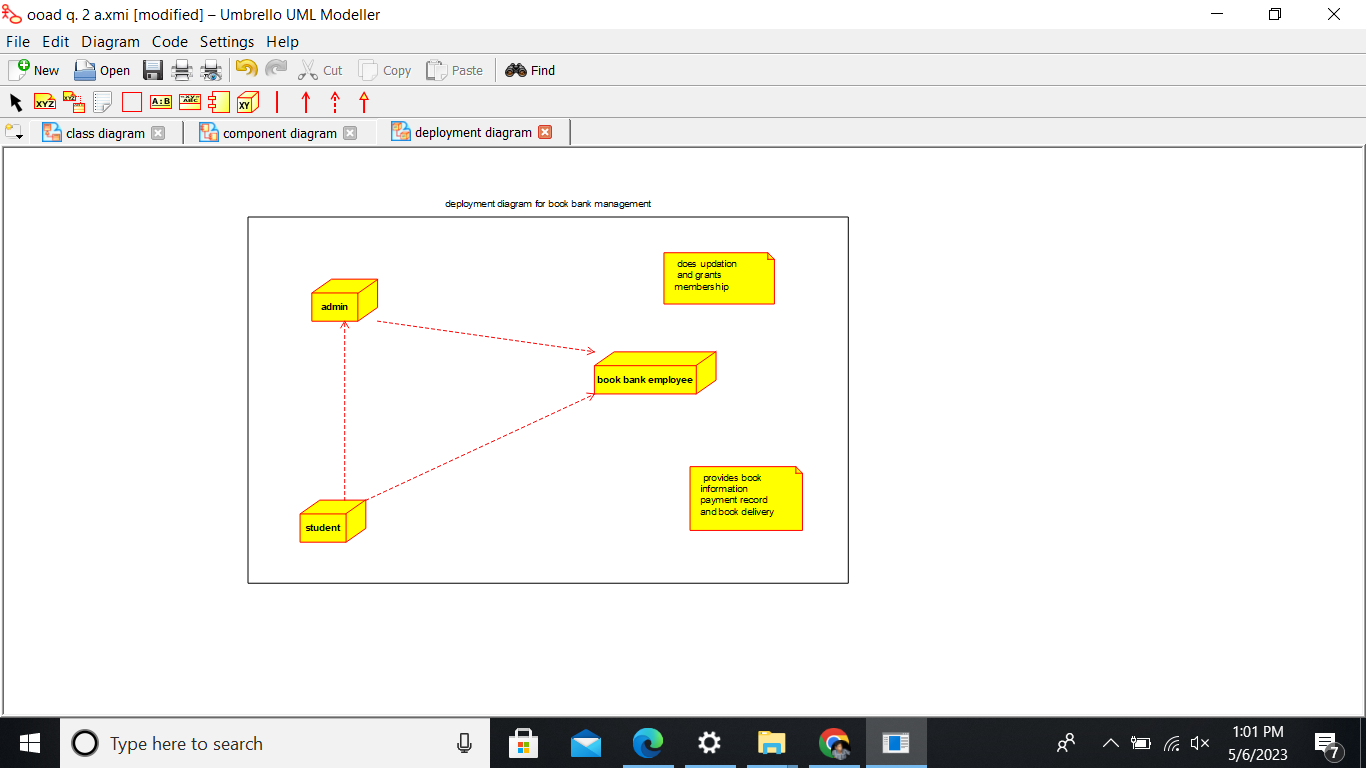 ooad q. 2 a.xmi [modified] – Umbrello UML Modeller
File Edit Diagram Code Settings Help
New Open Cut Copy Paste Find
XYZ XYZ A:B ABC XY
class diagram component diagram deployment diagram
deployment diagram for book bank management
does updation
and grants
membership
admin
book bank employee
provides book
information
payment record
and book delivery
student
Type here to search
1:01 PM
5/6/2023
7